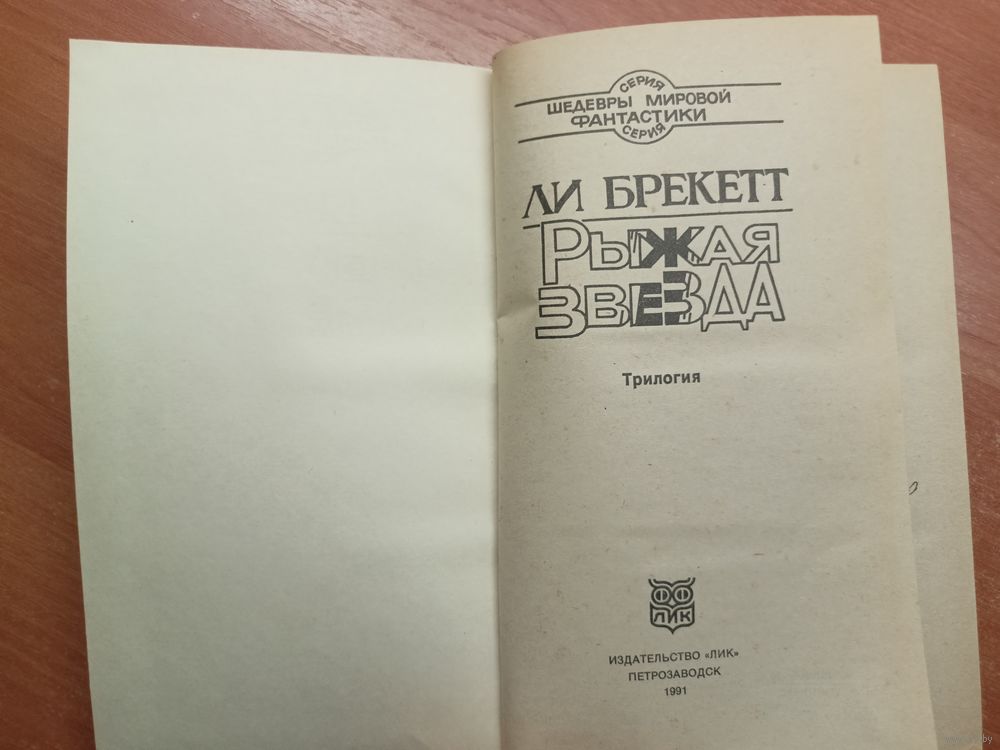 СЕРИЯ
ШЕДЕВРЫ МИРОВОЙ
ФАНТАСТИКИ
СЕРИЯ
ЛИ БРЕКЕТТ
РЫЖАЯ
ЗВЕЗДА
Трилогия
ФФ
ЛИК
ИЗДАТЕЛЬСТВО «ЛИК»
ПЕТРОЗАВОДСК
1991